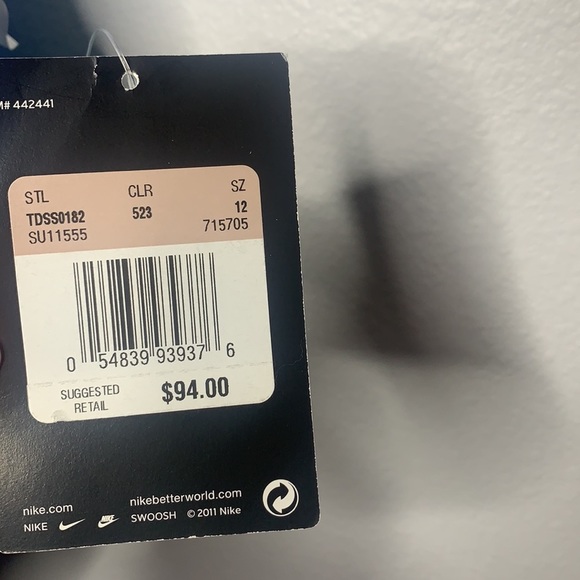 M# 442441
STL CLR SZ
TDSS0182 523 12
SU11555 715705
0 54839 93937 6
SUGGESTED RETAIL $94.00
nike.com nikebetterworld.com
NIKE SWOOSH © 2011 Nike